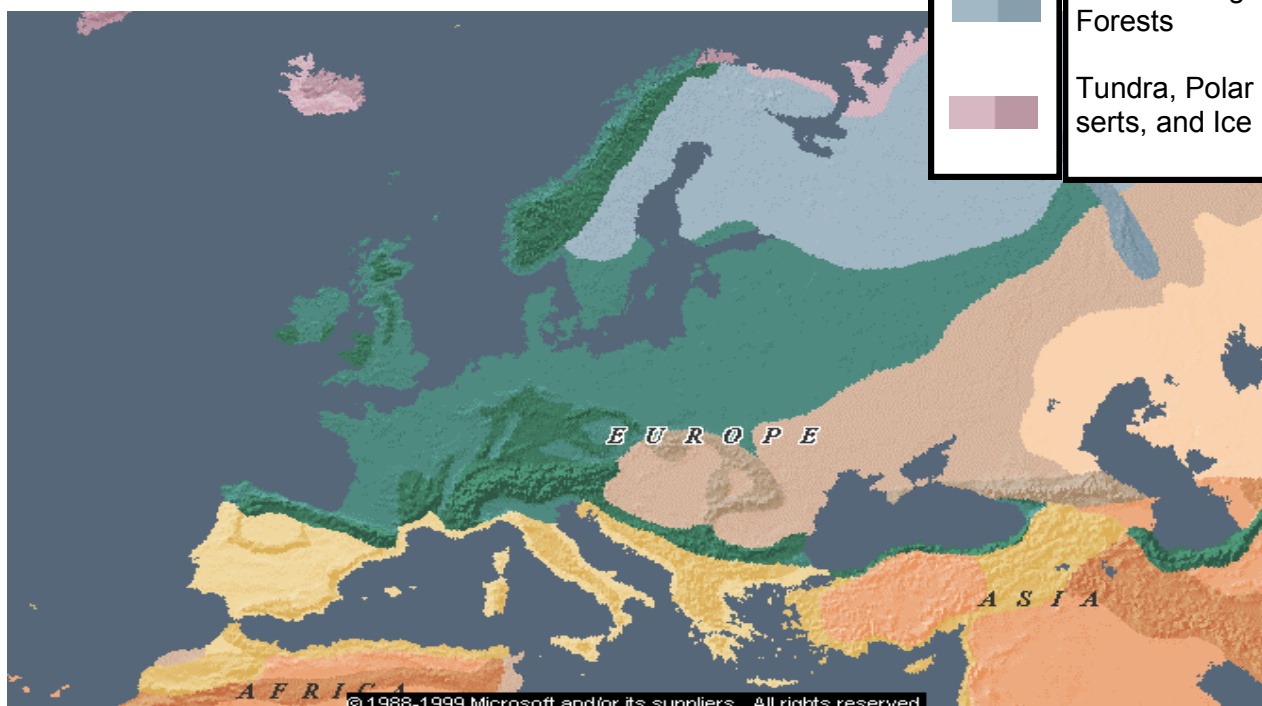 Forests
Tundra, Polar
serts, and Ice
EUROPE
ASIA
AFRICA
© 1988-1999 Microsoft and/or its suppliers. All rights reserved.